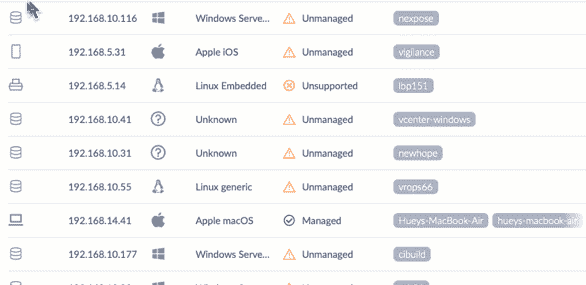 192.168.10.116 Windows Serve... Unmanaged nexpose
192.168.5.31 Apple iOS Unmanaged vigilance
192.168.5.14 Linux Embedded Unsupported lbp151
192.168.10.41 Unknown Unmanaged vcenter-windows
192.168.10.31 Unknown Unmanaged newhope
192.168.10.55 Linux generic Unmanaged vrops66
192.168.14.41 Apple macOS Managed Hueys-MacBook-Air hueys-macbook-air
192.168.10.177 Windows Serve... Unmanaged cibuild